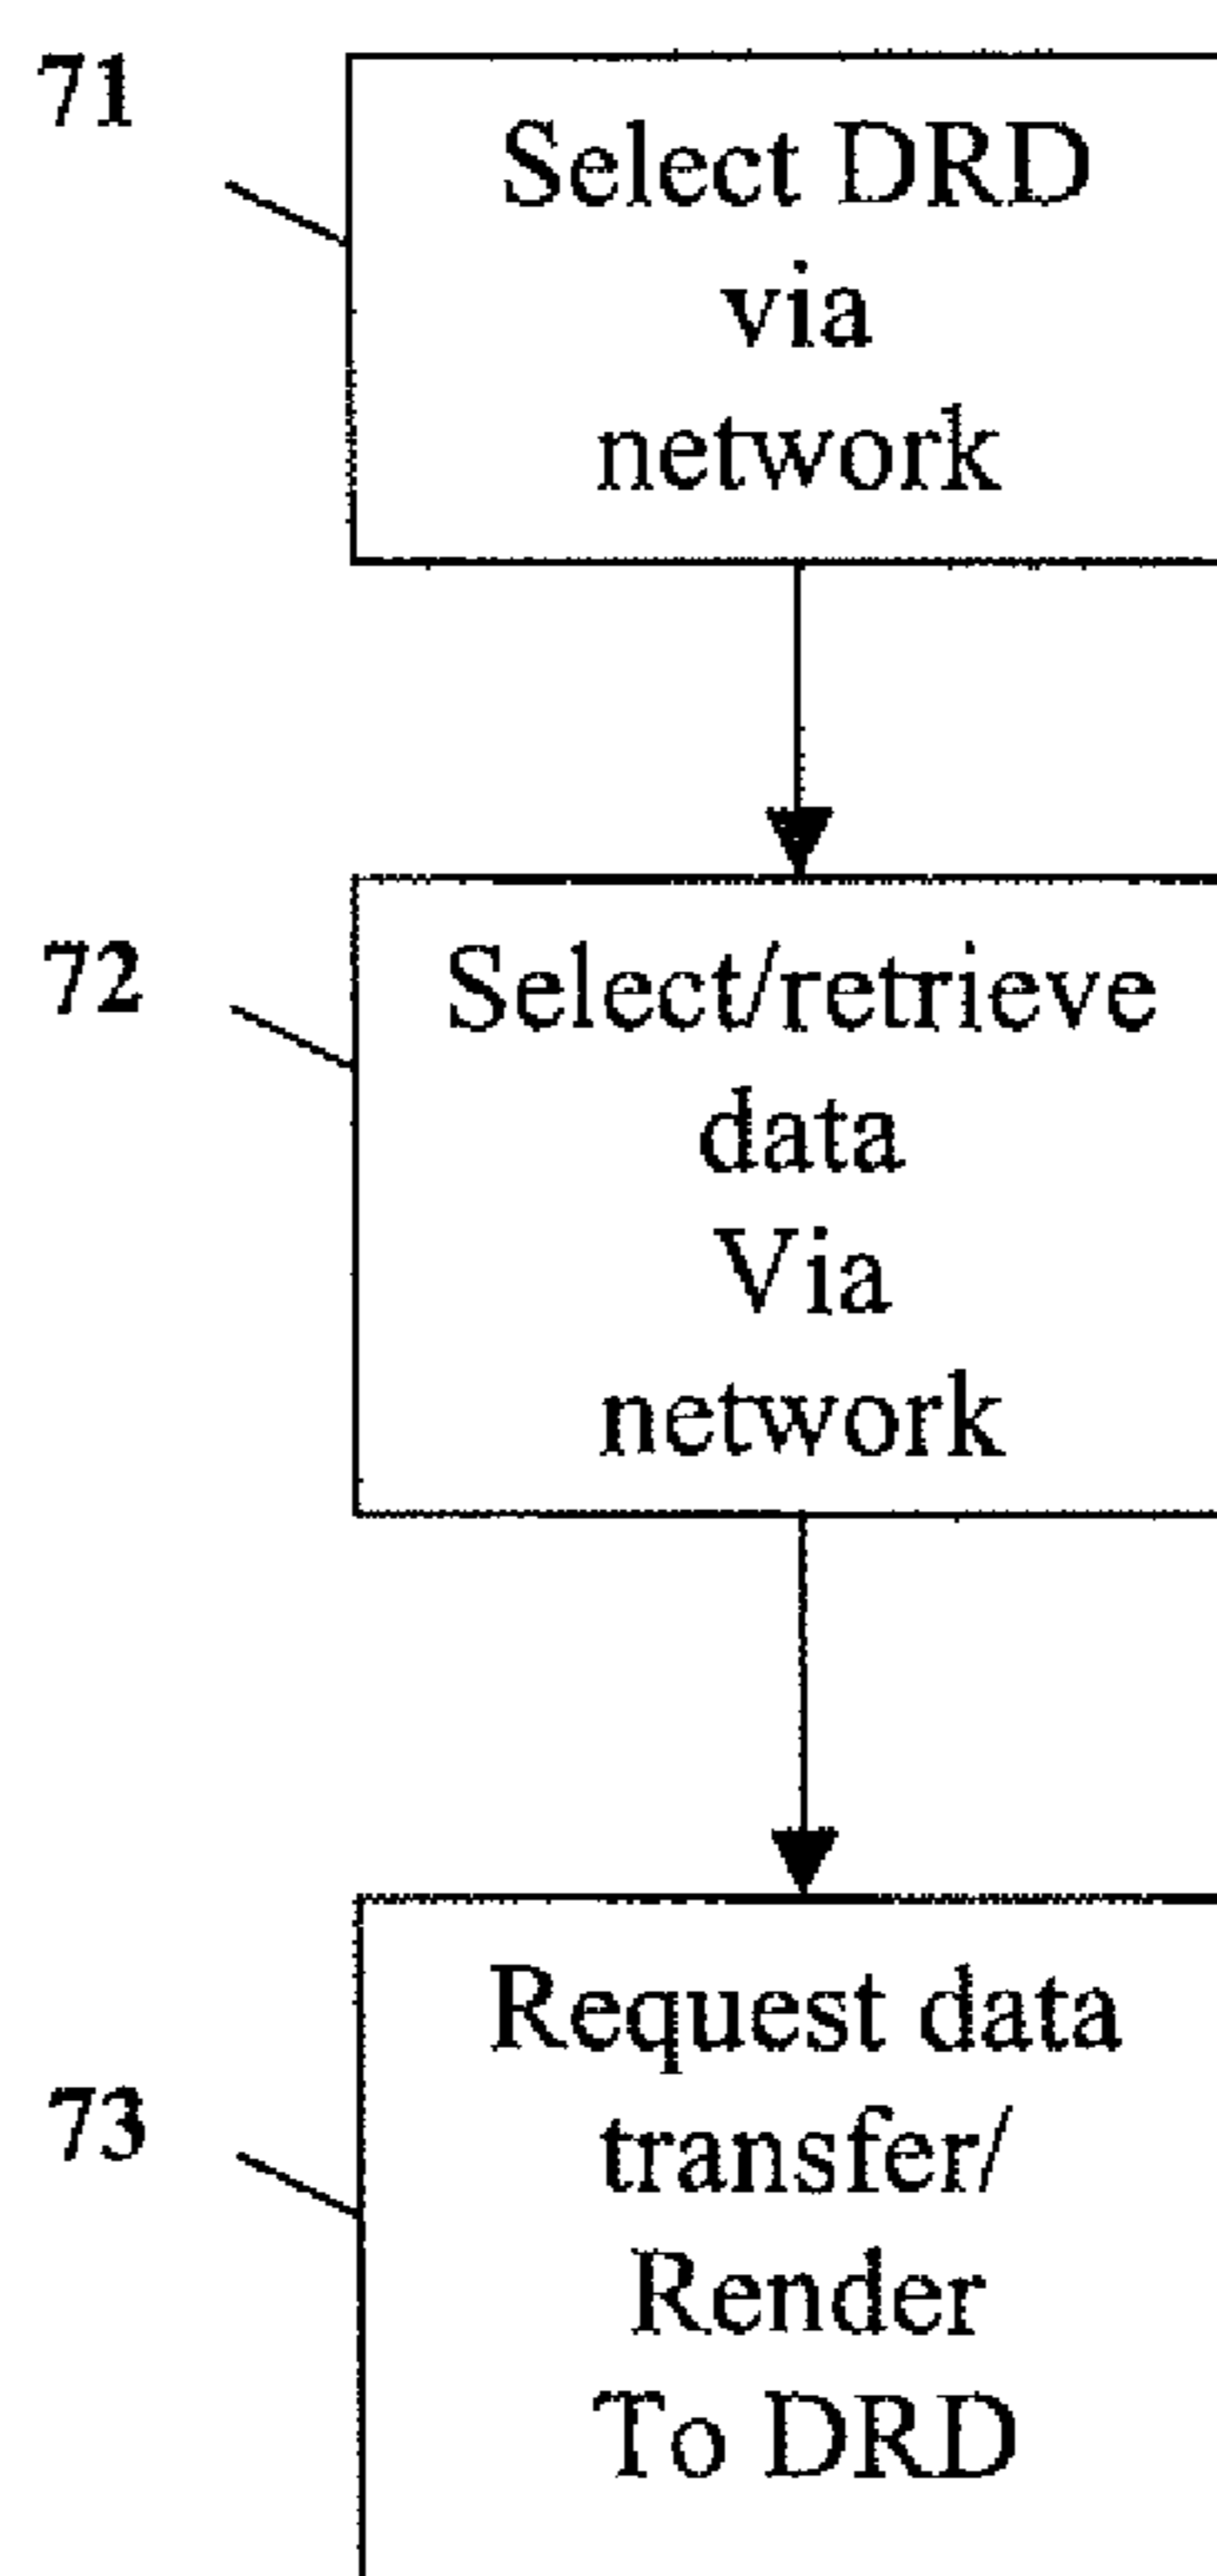 71
Select DRD
via
network
72
Select/retrieve
data
Via
network
73
Request data
transfer/
Render
To DRD